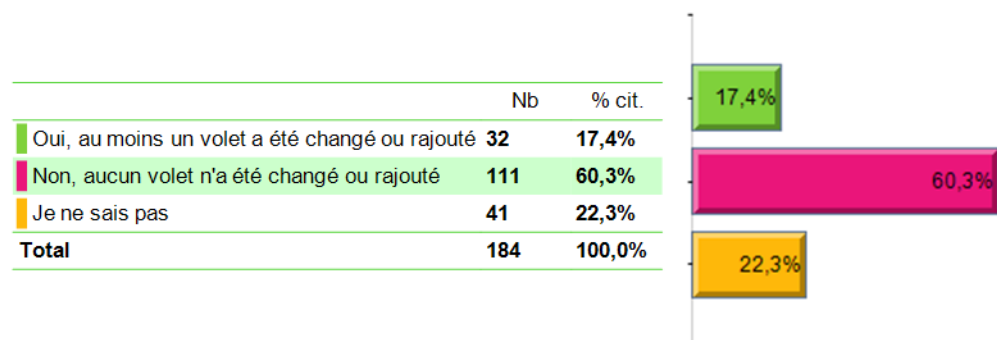 Nb % cit.
Oui, au moins un volet a été changé ou rajouté 32 17,4%
Non, aucun volet n'a été changé ou rajouté 111 60,3%
Je ne sais pas 41 22,3%
Total 184 100,0%
17,4%
60,3%
22,3%